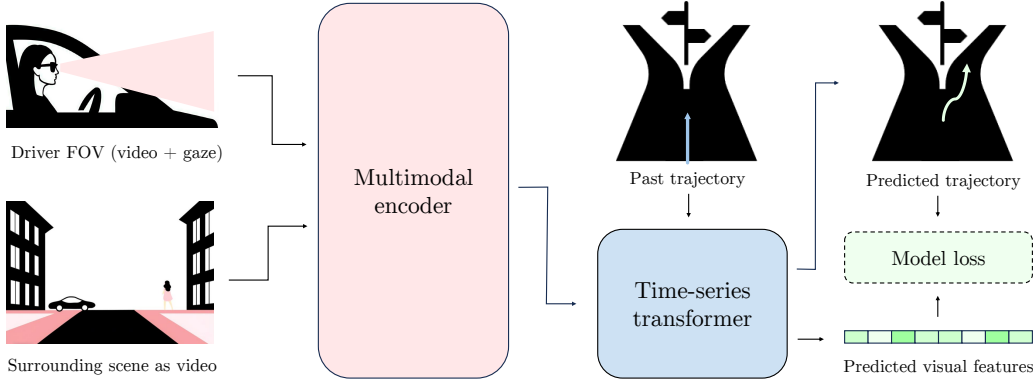 Driver FOV (video + gaze)
Surrounding scene as video
Multimodal
encoder
Past trajectory
Time-series
transformer
Predicted trajectory
Model loss
Predicted visual features